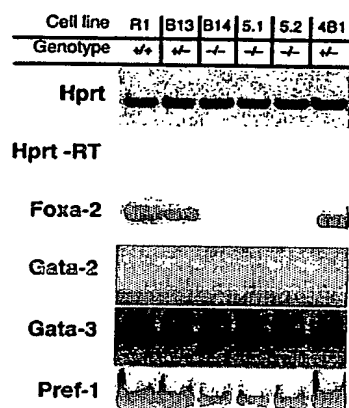 Cell line R1 B13 B14 5.1 5.2 4B1
Genotype +/+ +/- -/- -/- -/- +/-
Hprt
Hprt -RT
Foxa-2
Gata-2
Gata-3
Pref-1